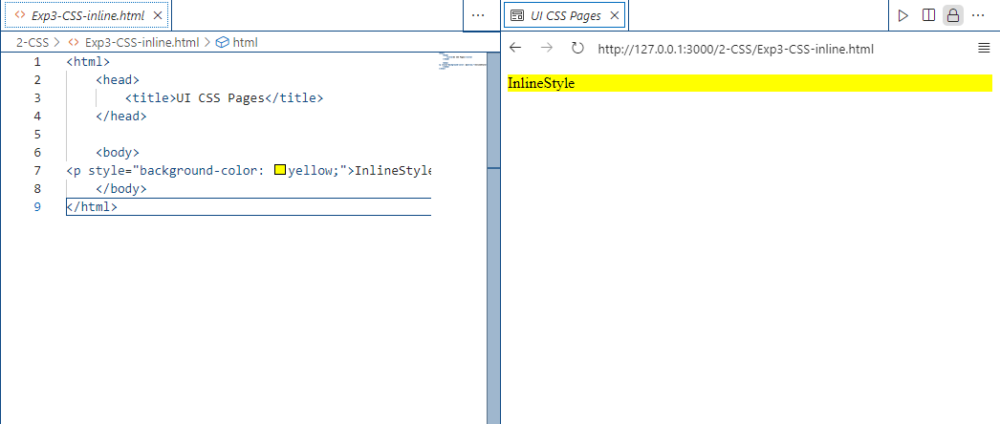 Exp3-CSS-inline.html
2-CSS > Exp3-CSS-inline.html > html
1 <html>
2 <head>
3 <title>UI CSS Pages</title>
4 </head>
5
6 <body>
7 <p style="background-color: yellow;">InlineStyle
8 </body>
9 </html>
UI CSS Pages
http://127.0.0.1:3000/2-CSS/Exp3-CSS-inline.html
InlineStyle